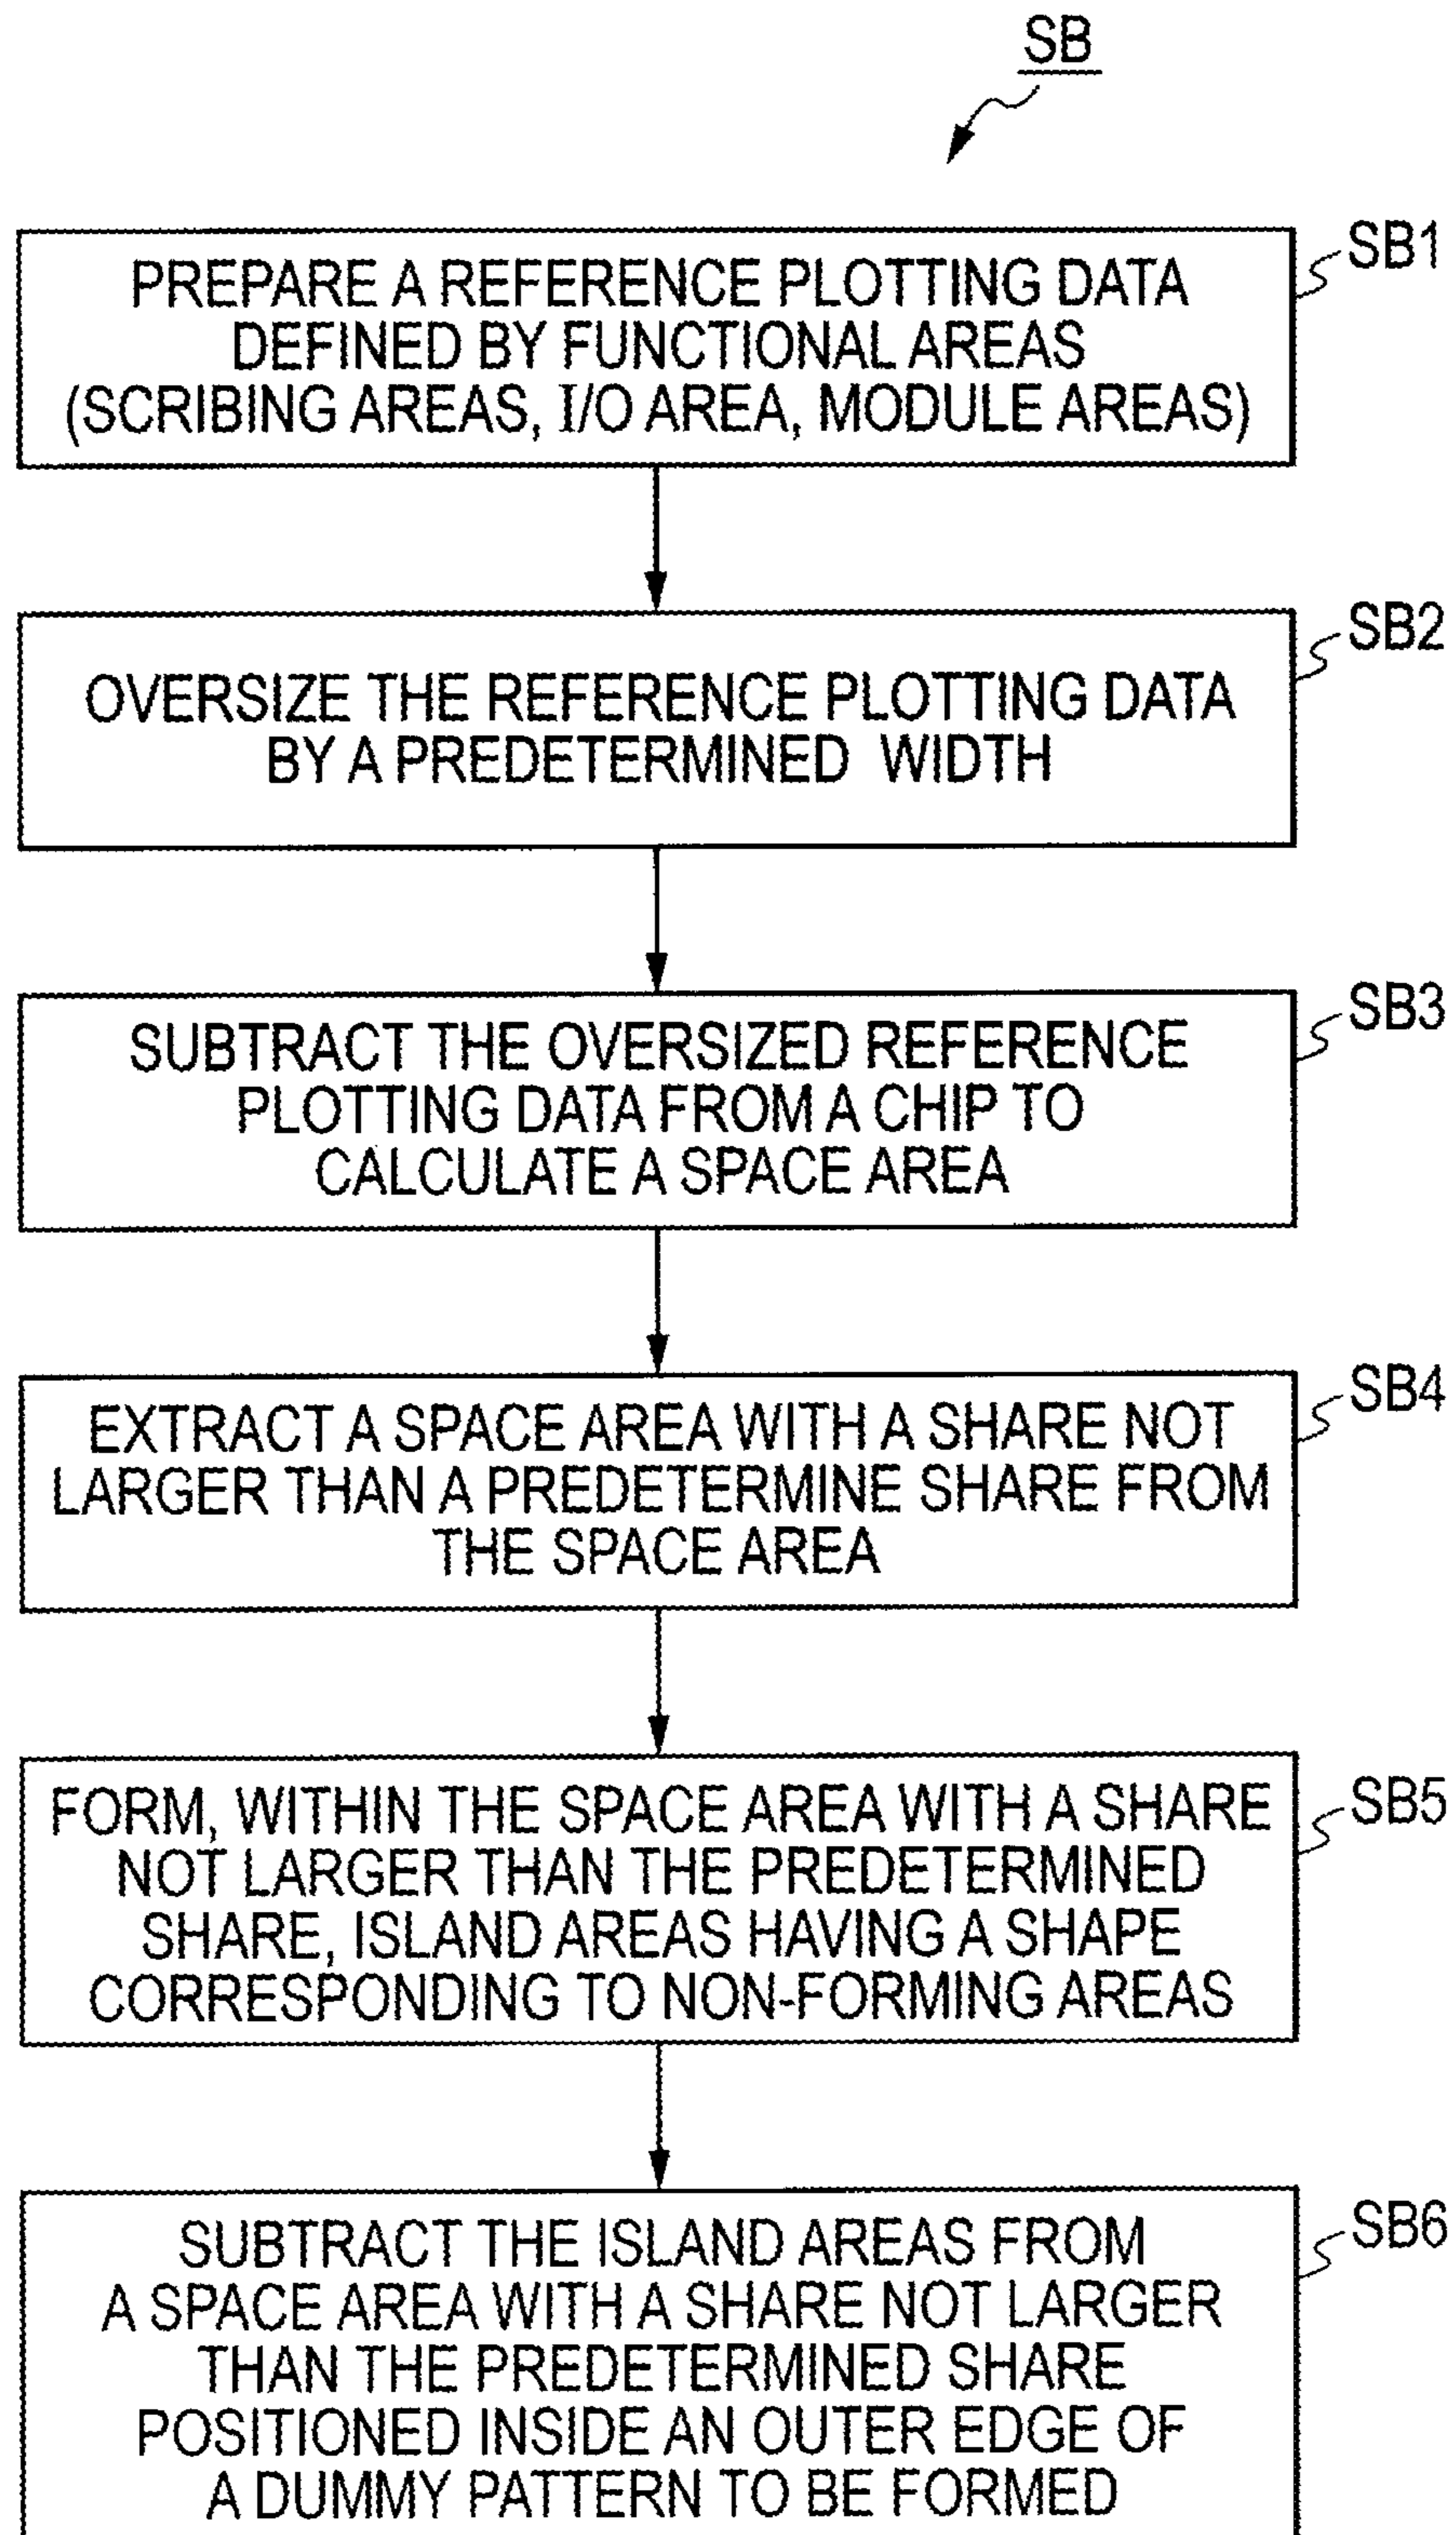 SB
SB1
PREPARE A REFERENCE PLOTTING DATA
DEFINED BY FUNCTIONAL AREAS
(SCRIBING AREAS, I/O AREA, MODULE AREAS)
SB2
OVERSIZE THE REFERENCE PLOTTING DATA
BY A PREDETERMINED WIDTH
SB3
SUBTRACT THE OVERSIZED REFERENCE
PLOTTING DATA FROM A CHIP TO
CALCULATE A SPACE AREA
SB4
EXTRACT A SPACE AREA WITH A SHARE NOT
LARGER THAN A PREDETERMINE SHARE FROM
THE SPACE AREA
SB5
FORM, WITHIN THE SPACE AREA WITH A SHARE
NOT LARGER THAN THE PREDETERMINED
SHARE, ISLAND AREAS HAVING A SHAPE
CORRESPONDING TO NON-FORMING AREAS
SB6
SUBTRACT THE ISLAND AREAS FROM
A SPACE AREA WITH A SHARE NOT LARGER
THAN THE PREDETERMINED SHARE
POSITIONED INSIDE AN OUTER EDGE OF
A DUMMY PATTERN TO BE FORMED